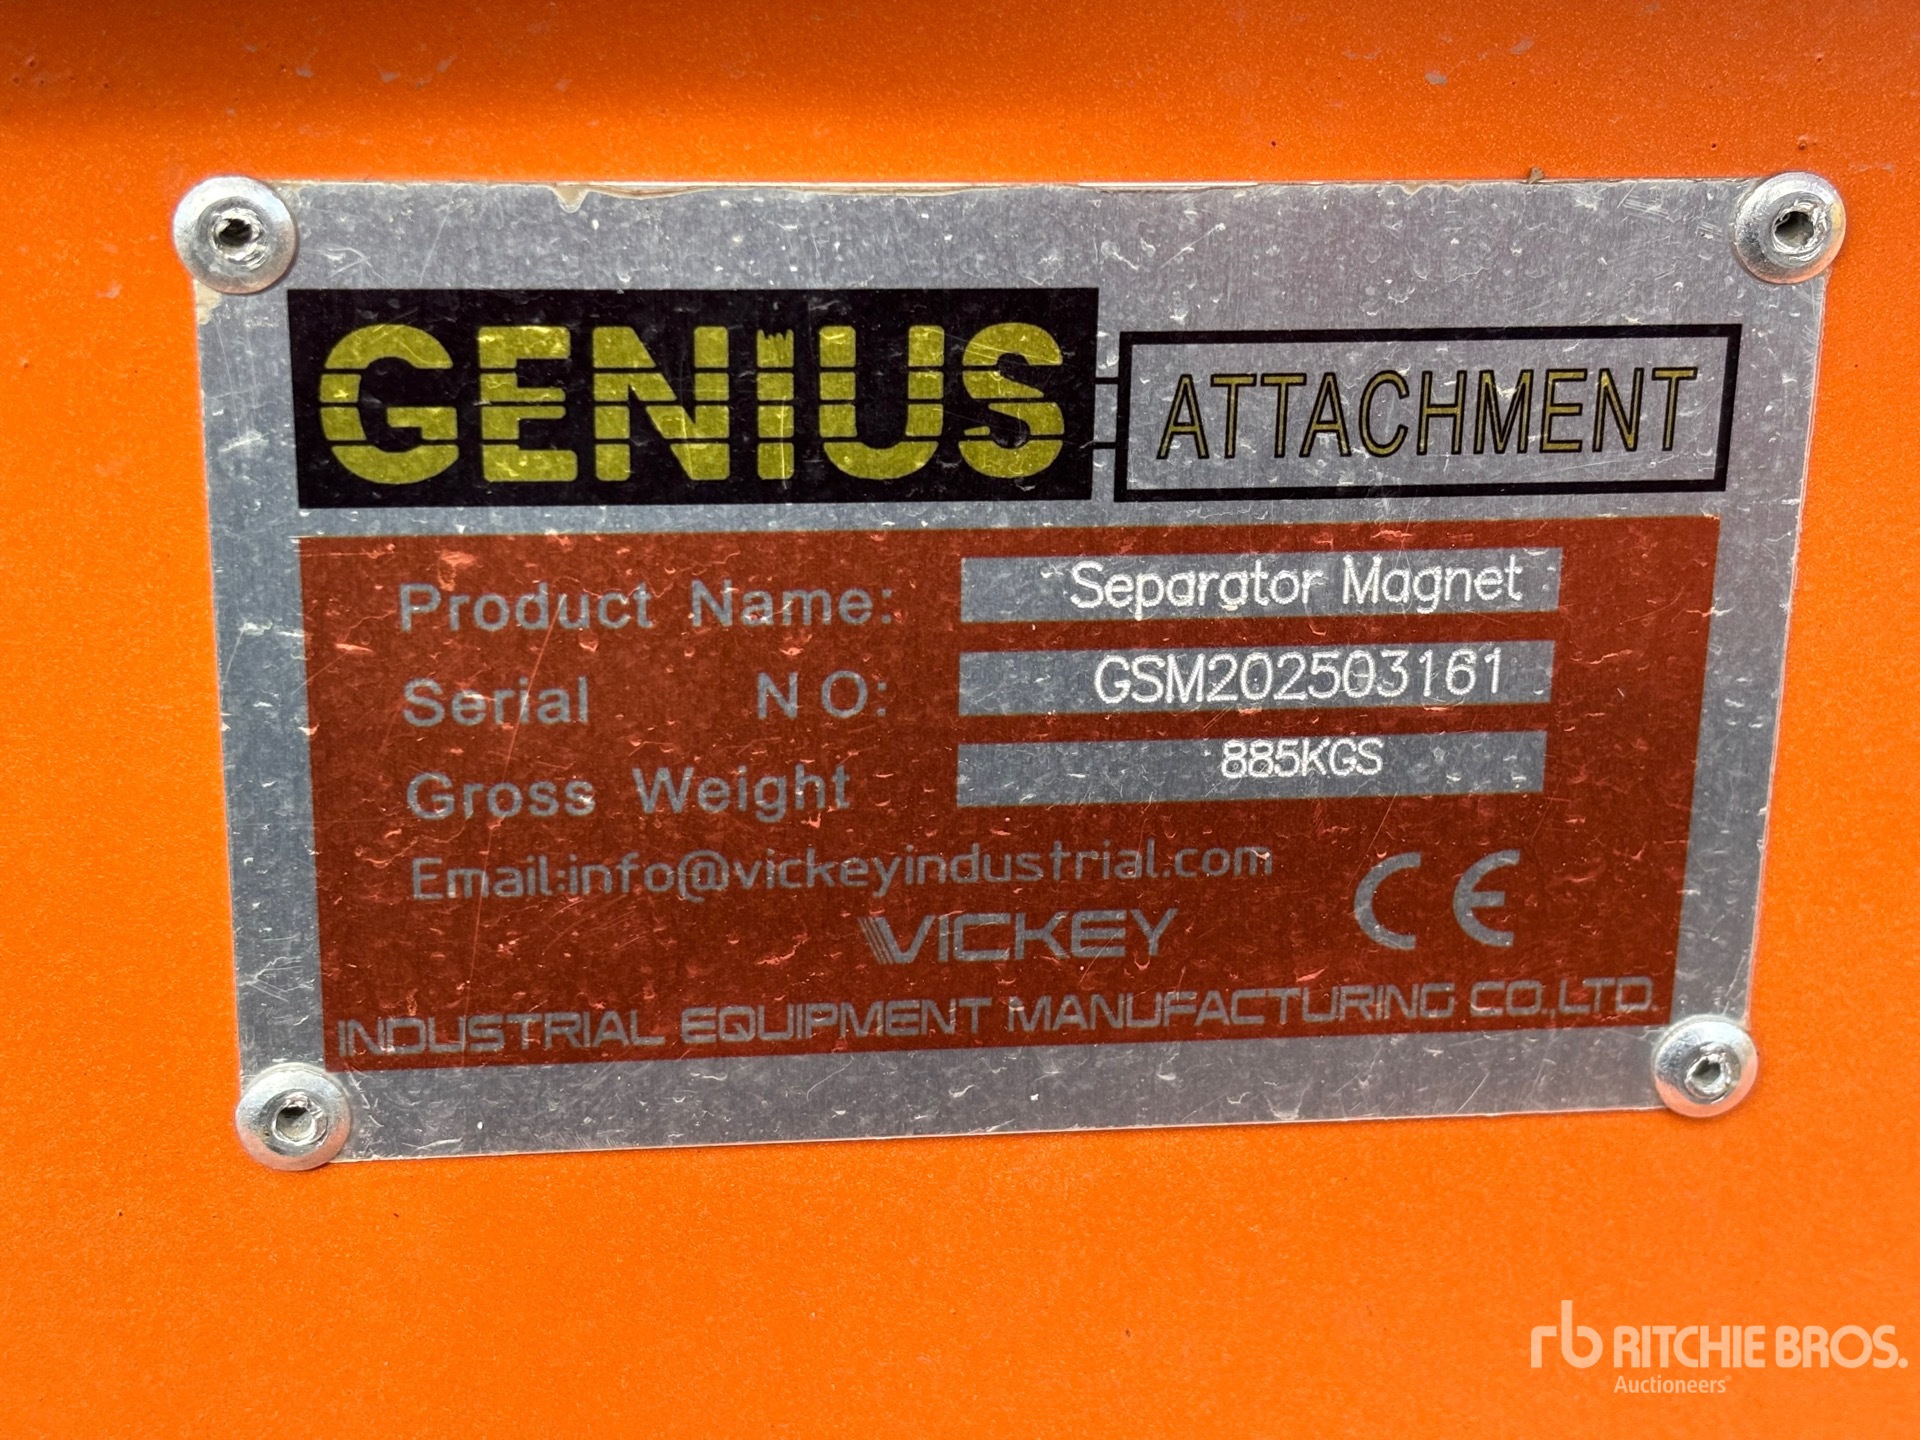 GENIUS ATTACHMENT
Product Name: Separator Magnet
Serial NO: GSM202503161
Gross Weight 885KGS
Email:info@vickeyindustrial.com
VICKEY CE
INDUSTRIAL EQUIPMENT MANUFACTURING CO.,LTD.
rb RITCHIE BROS.
Auctioneers